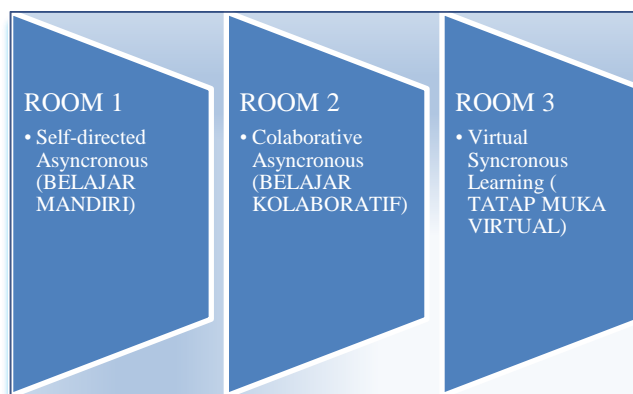 ROOM 1
• Self-directed
Asyncronous
(BELAJAR
MANDIRI)
ROOM 2
• Colaborative
Asyncronous
(BELAJAR
KOLABORATIF)
ROOM 3
• Virtual
Syncronous
Learning (
TATAP MUKA
VIRTUAL)